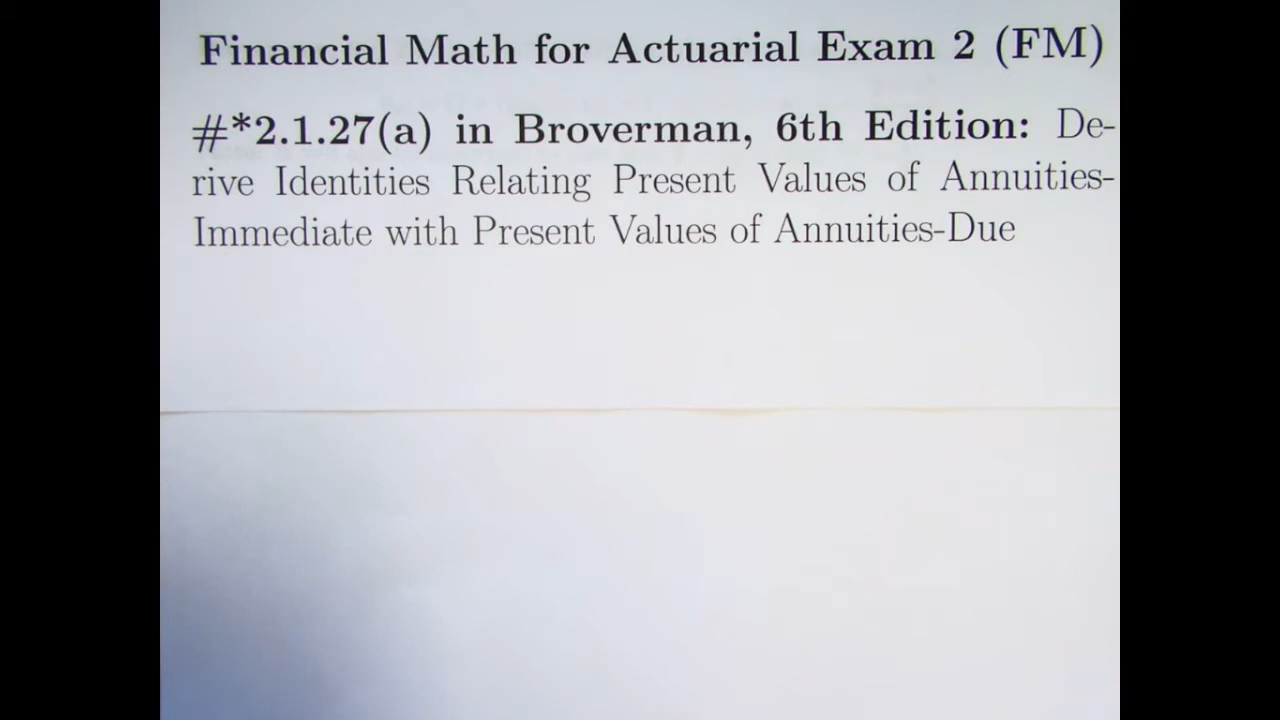 Financial Math for Actuarial Exam 2 (FM)
#*2.1.27(a) in Broverman, 6th Edition: De-
rive Identities Relating Present Values of Annuities-
Immediate with Present Values of Annuities-Due